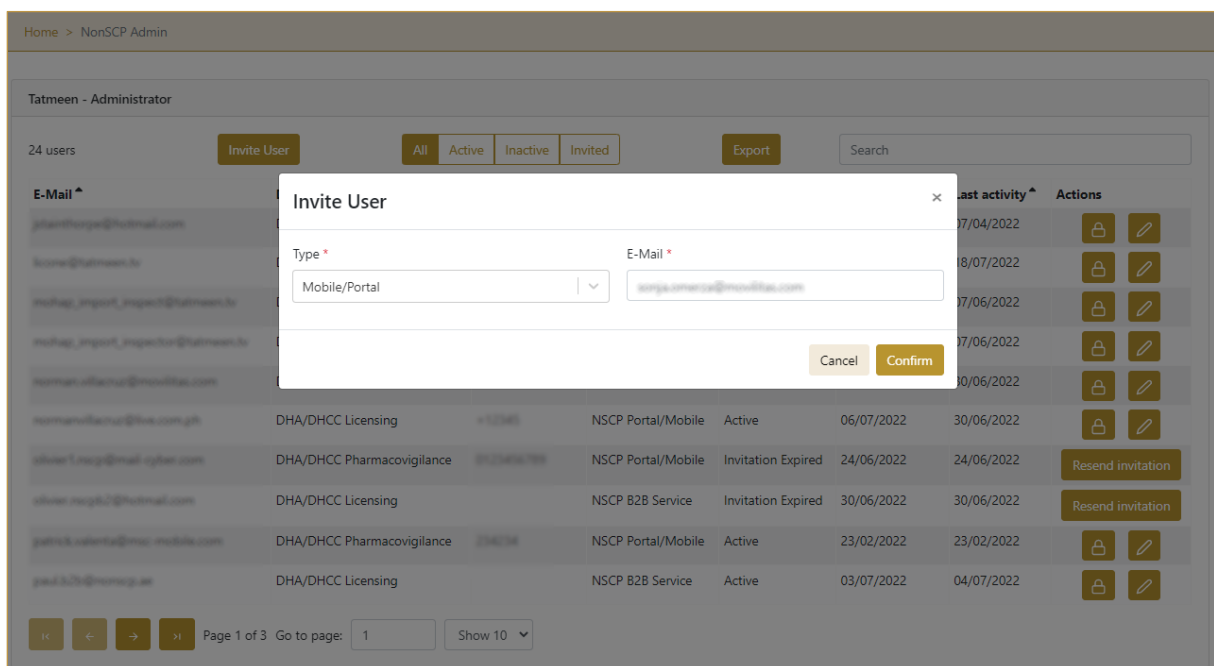 Home > NonSCP Admin
Tatmeen - Administrator
24 users Invite User All Active Inactive Invited Export Search
E-Mail Last activity Actions
Invite User ×
07/04/2022
Type * E-Mail *
18/07/2022
Mobile/Portal
07/06/2022
07/06/2022
Cancel Confirm
30/06/2022
DHA/DHCC Licensing NSCP Portal/Mobile Active 06/07/2022 30/06/2022
DHA/DHCC Pharmacovigilance NSCP Portal/Mobile Invitation Expired 24/06/2022 24/06/2022 Resend invitation
DHA/DHCC Licensing NSCP B2B Service Invitation Expired 30/06/2022 30/06/2022 Resend invitation
DHA/DHCC Pharmacovigilance NSCP Portal/Mobile Active 23/02/2022 23/02/2022
DHA/DHCC Licensing NSCP B2B Service Active 03/07/2022 04/07/2022
Page 1 of 3 Go to page: 1 Show 10